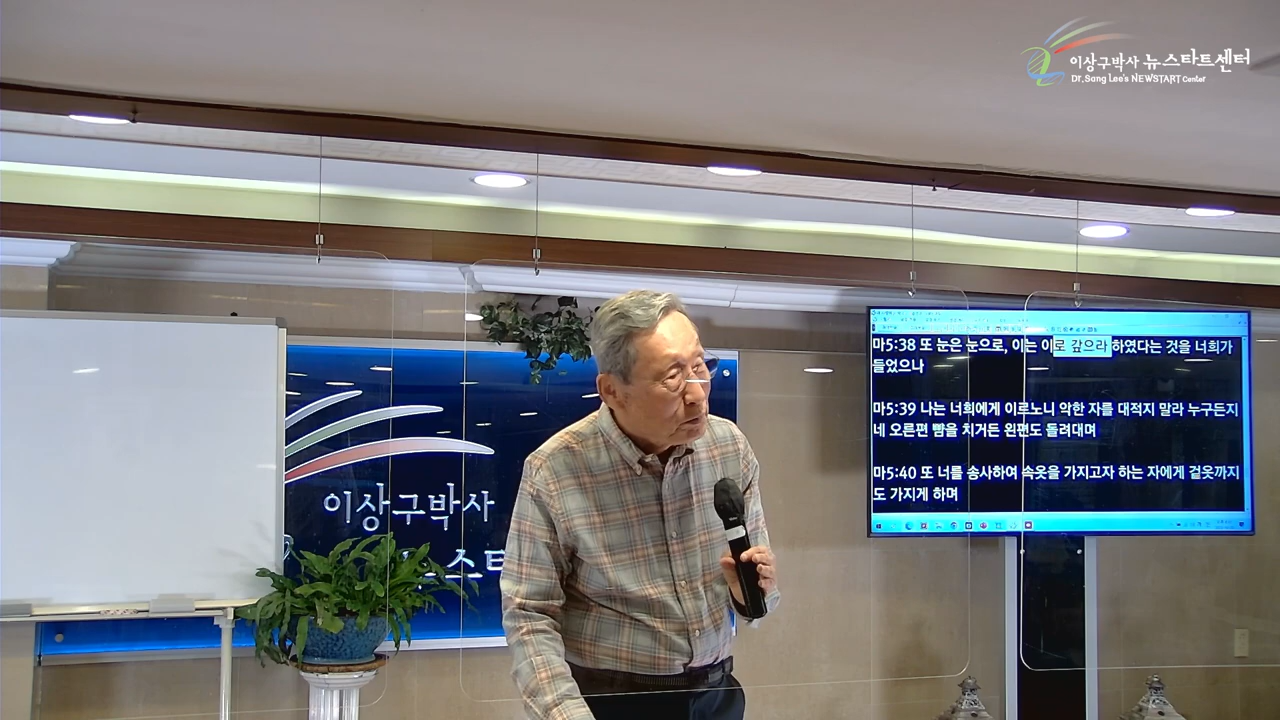 이상구박사 뉴스타트센터
Dr. Sang Lee's NEWSTART Center
마5:38 또 눈은 눈으로, 이는 이로 갚으라 하였다는 것을 너희가
들었으나
마5:39 나는 너희에게 이르노니 악한 자를 대적지 말라 누구든지
네 오른편 뺨을 치거든 왼편도 돌려대며
마5:40 또 너를 송사하여 속옷을 가지고자 하는 자에게 겉옷까지
도 가지게 하며
이상구박사
스타